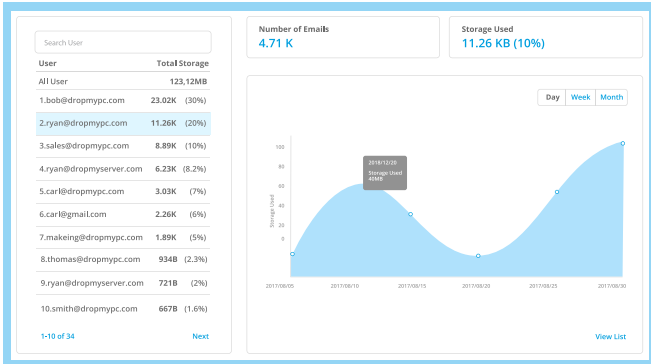 Search User
User Total Storage
All User 123,12MB
1.bob@dropmypc.com 23.02K (30%)
2.ryan@dropmypc.com 11.26K (20%)
3.sales@dropmypc.com 8.89K (10%)
4.ryan@dropmyserver.com 6.23K (8.2%)
5.carl@dropmypc.com 3.03K (7%)
6.carl@gmail.com 2.26K (6%)
7.makeing@dropmypc.com 1.89K (5%)
8.thomas@dropmypc.com 934B (2.3%)
9.ryan@dropmyserver.com 721B (2%)
10.smith@dropmypc.com 667B (1.6%)
1-10 of 34 Next
Number of Emails
4.71 K
Storage Used
11.26 KB (10%)
Day Week Month
100
80
60
40
20
0
Storage Used
2018/12/20
Storage Used
40MB
2017/08/05 2017/08/10 2017/08/15 2017/08/20 2017/08/25 2017/08/30
View List